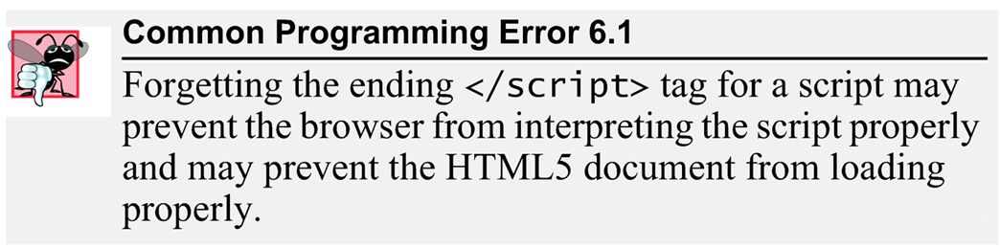 Common Programming Error 6.1
Forgetting the ending </script> tag for a script may
prevent the browser from interpreting the script properly
and may prevent the HTML5 document from loading
properly.